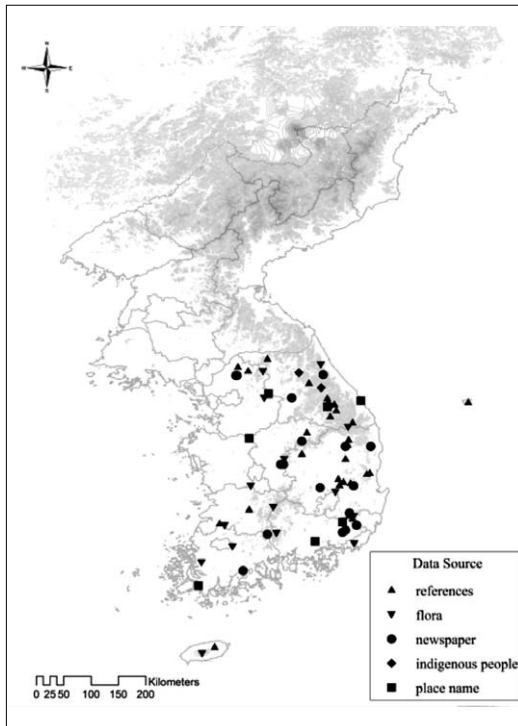 N
W E
S
Data Source
references
flora
newspaper
indigenous people
place name
Kilometers
0 25 50 100 150 200